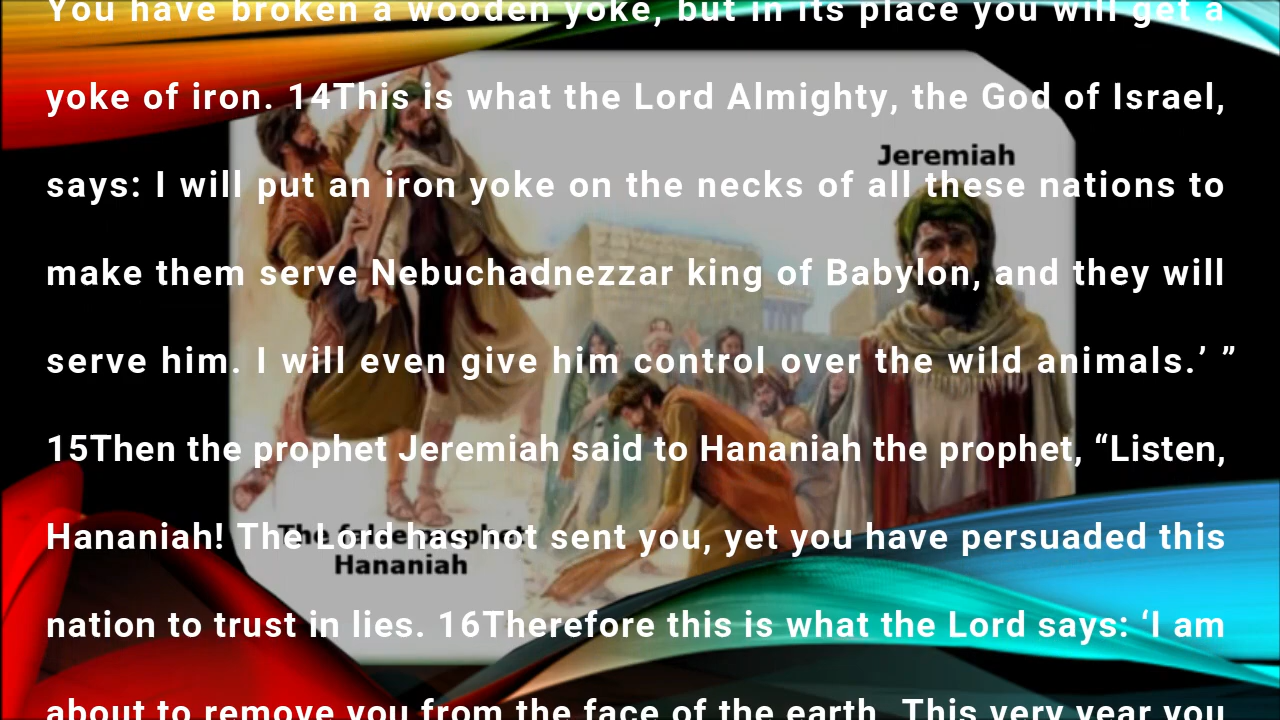 You have broken a wooden yoke, but in its place you will get a
yoke of iron. 14This is what the Lord Almighty, the God of Israel,
Jeremiah
says: I will put an iron yoke on the necks of all these nations to
make them serve Nebuchadnezzar king of Babylon, and they will
serve him. I will even give him control over the wild animals.’ ”
15Then the prophet Jeremiah said to Hananiah the prophet, “Listen,
Hananiah! The Lord has not sent you, yet you have persuaded this
The false prophet
Hananiah
nation to trust in lies. 16Therefore this is what the Lord says: ‘I am
about to remove you from the face of the earth. This very year you